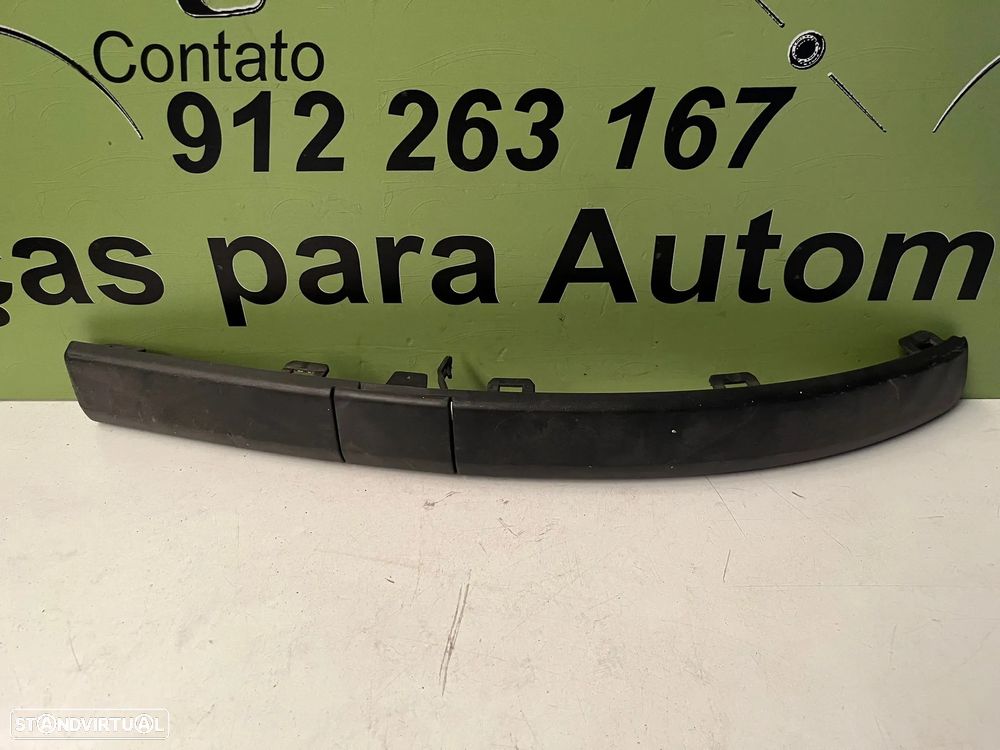 Contato
912 263 167
ças para Autom
STANDVIRTUAL